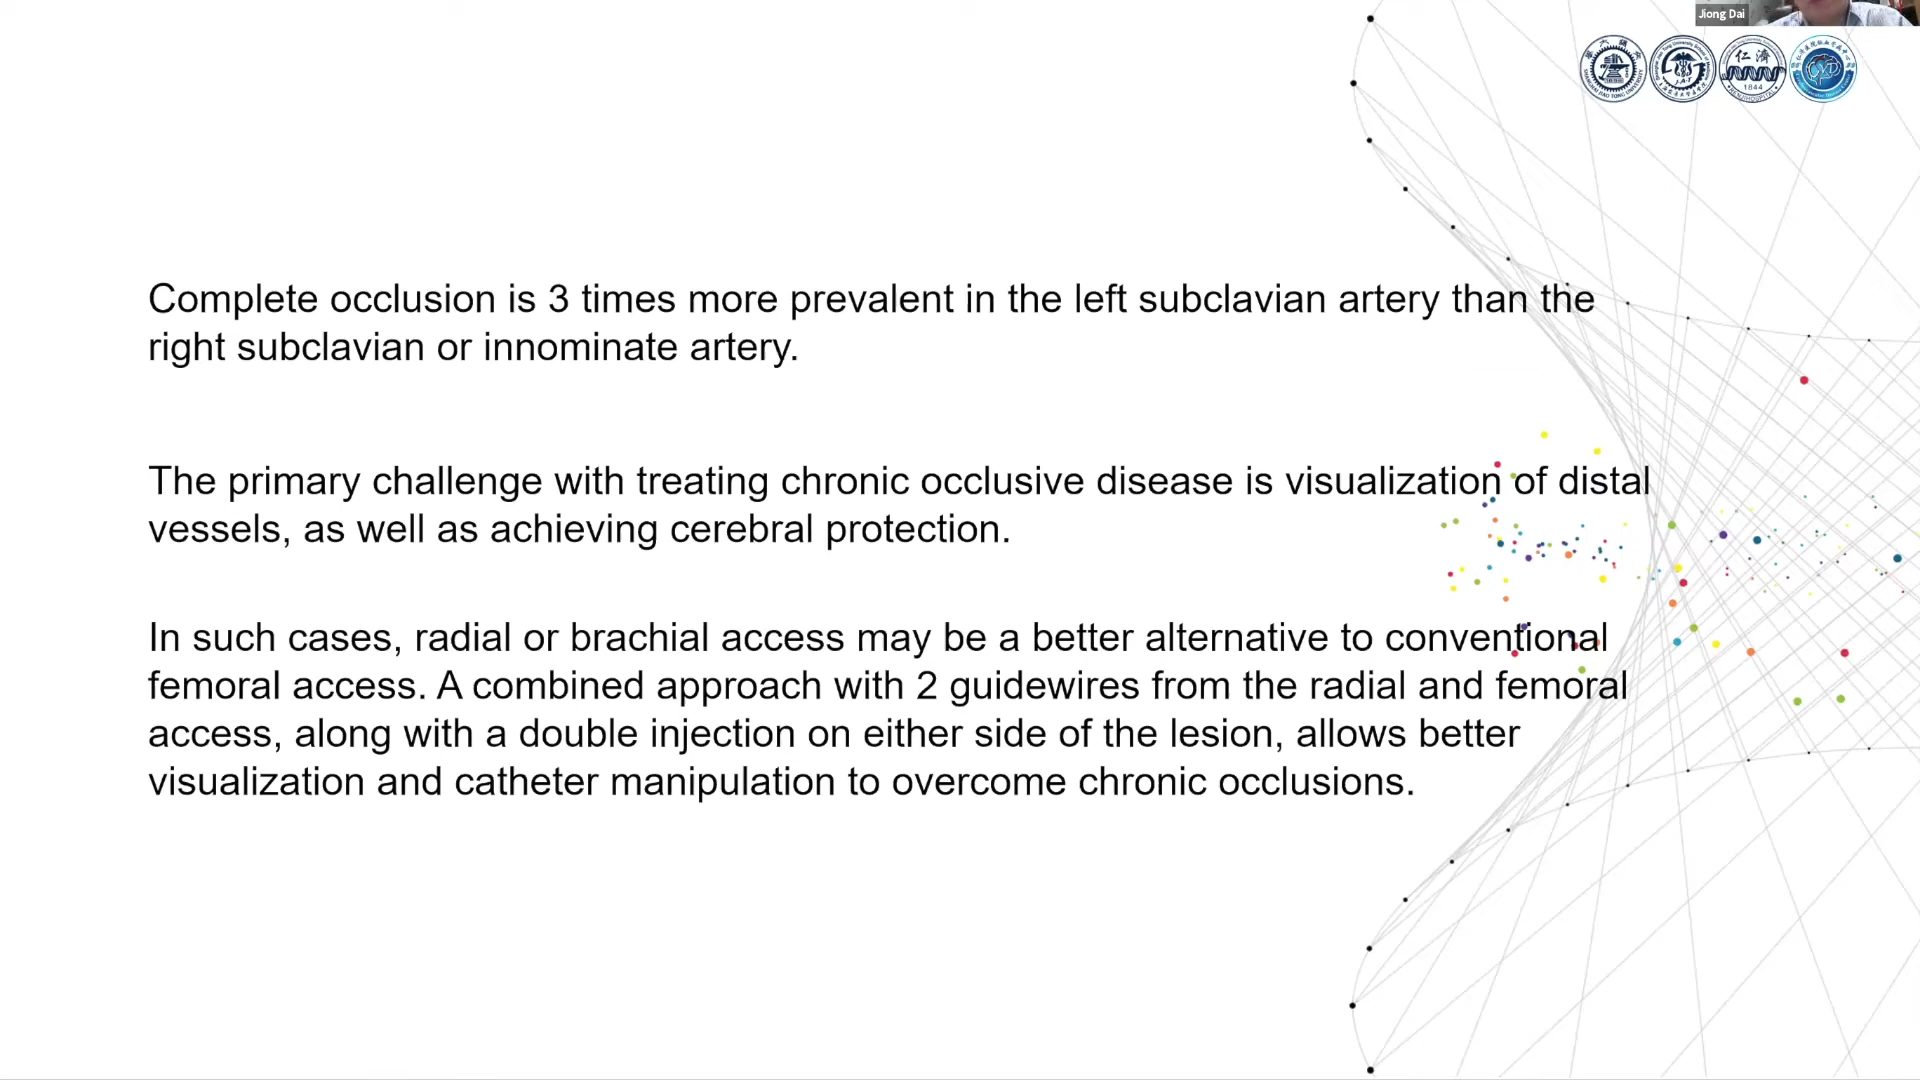 Jiong Dai
仁濟
1844
Complete occlusion is 3 times more prevalent in the left subclavian artery than the
right subclavian or innominate artery.
The primary challenge with treating chronic occlusive disease is visualization of distal
vessels, as well as achieving cerebral protection.
In such cases, radial or brachial access may be a better alternative to conventional
femoral access. A combined approach with 2 guidewires from the radial and femoral
access, along with a double injection on either side of the lesion, allows better
visualization and catheter manipulation to overcome chronic occlusions.